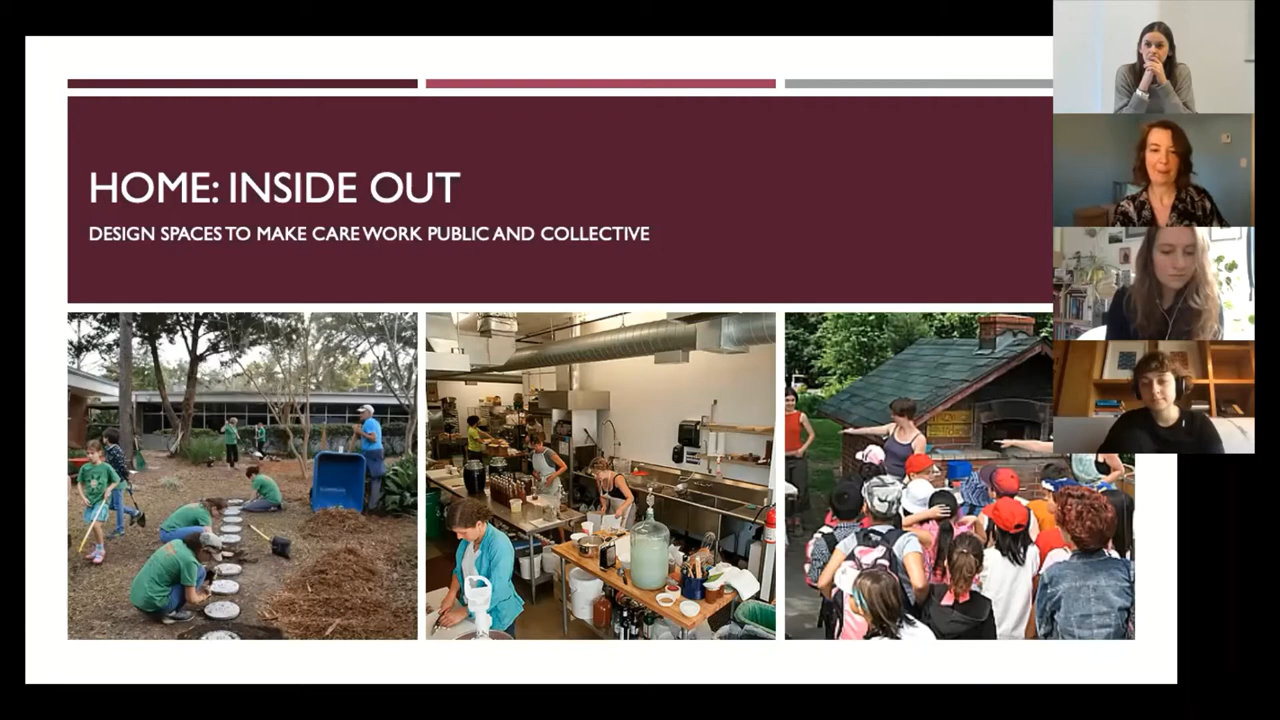 HOME: INSIDE OUT
DESIGN SPACES TO MAKE CARE WORK PUBLIC AND COLLECTIVE